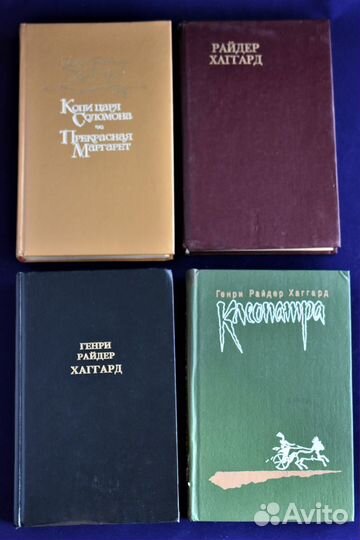 Копи царя
Соломона
Прекрасная
Маргарет
РАЙДЕР
ХАГГАРД
ГЕНРИ
РАЙДЕР
ХАГГАРД
Генри Райдер Хаггард
Клеопатра
Avito